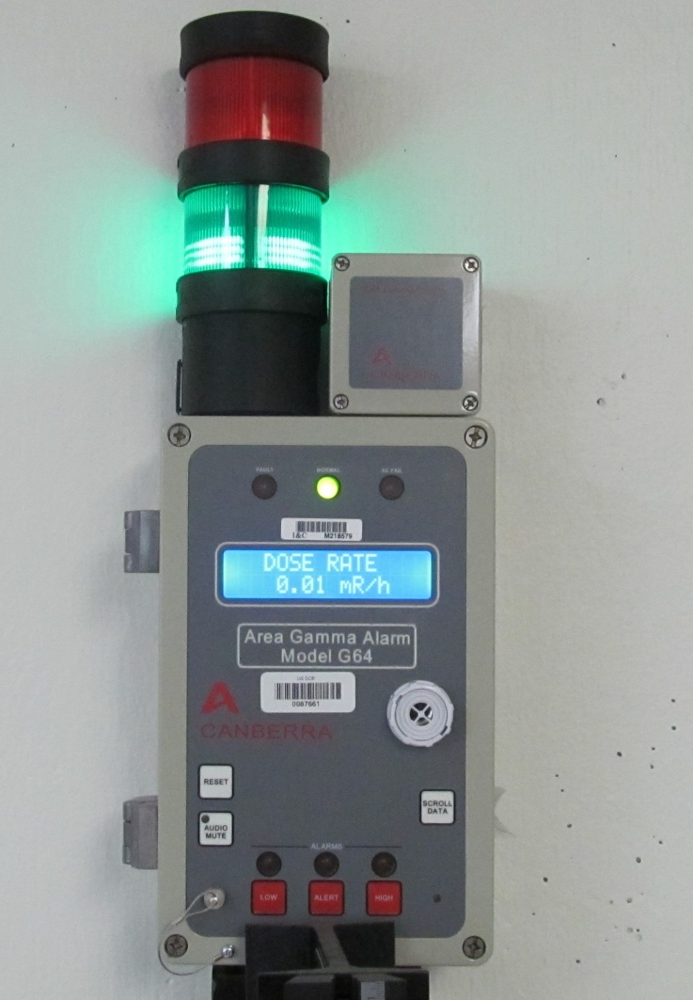 CANBERRA
FAULT
NORMAL
AC FAIL
I&C M218579
DOSE RATE
0.01 mR/h
Area Gamma Alarm
Model G64
US DOE
0087661
CANBERRA
RESET
SCROLL
DATA
AUDIO
MUTE
ALARMS
LOW
ALERT
HIGH